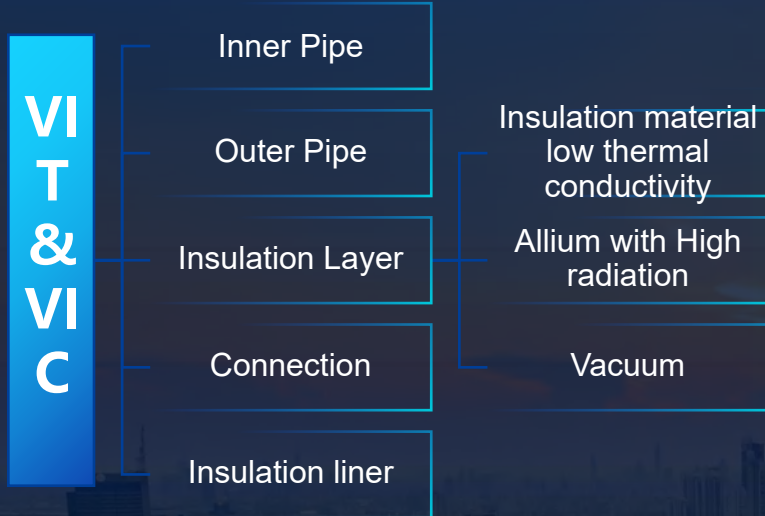 VI
T
&
VI
C
Inner Pipe
Outer Pipe
Insulation Layer
Connection
Insulation liner
Insulation material
low thermal
conductivity
Allium with High
radiation
Vacuum